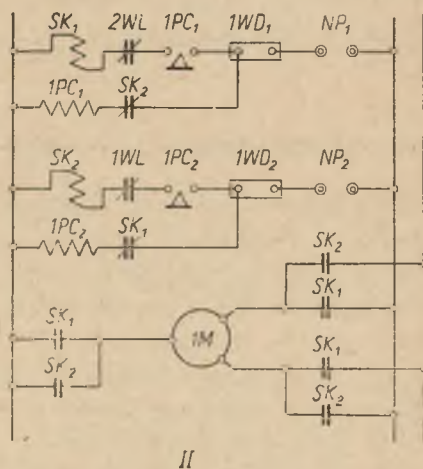 SK₁ 2WL 1PC₁ 1WD₁ NP₁
1PC₁ SK₂
SK₂ 1WL 1PC₂ 1WD₂ NP₂
1PC₂ SK₁
SK₂
SK₁ SK₁
1M SK₁
SK₂ SK₂
II